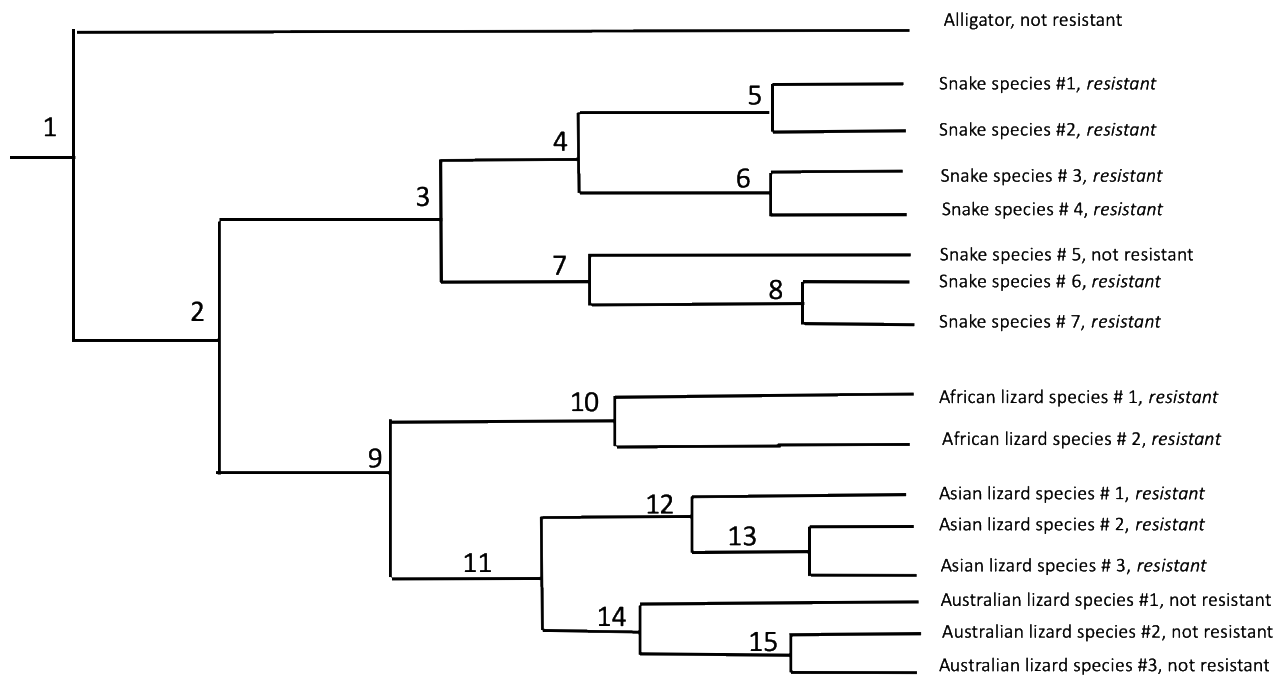 Alligator, not resistant
Snake species #1, resistant
5
1
Snake species #2, resistant
4
Snake species # 3, resistant
6
3
Snake species # 4, resistant
Snake species # 5, not resistant
7
Snake species # 6, resistant
8
2
Snake species # 7, resistant
African lizard species # 1, resistant
10
African lizard species # 2, resistant
9
Asian lizard species # 1, resistant
12
Asian lizard species # 2, resistant
13
11
Asian lizard species # 3, resistant
Australian lizard species #1, not resistant
14
Australian lizard species #2, not resistant
15
Australian lizard species #3, not resistant